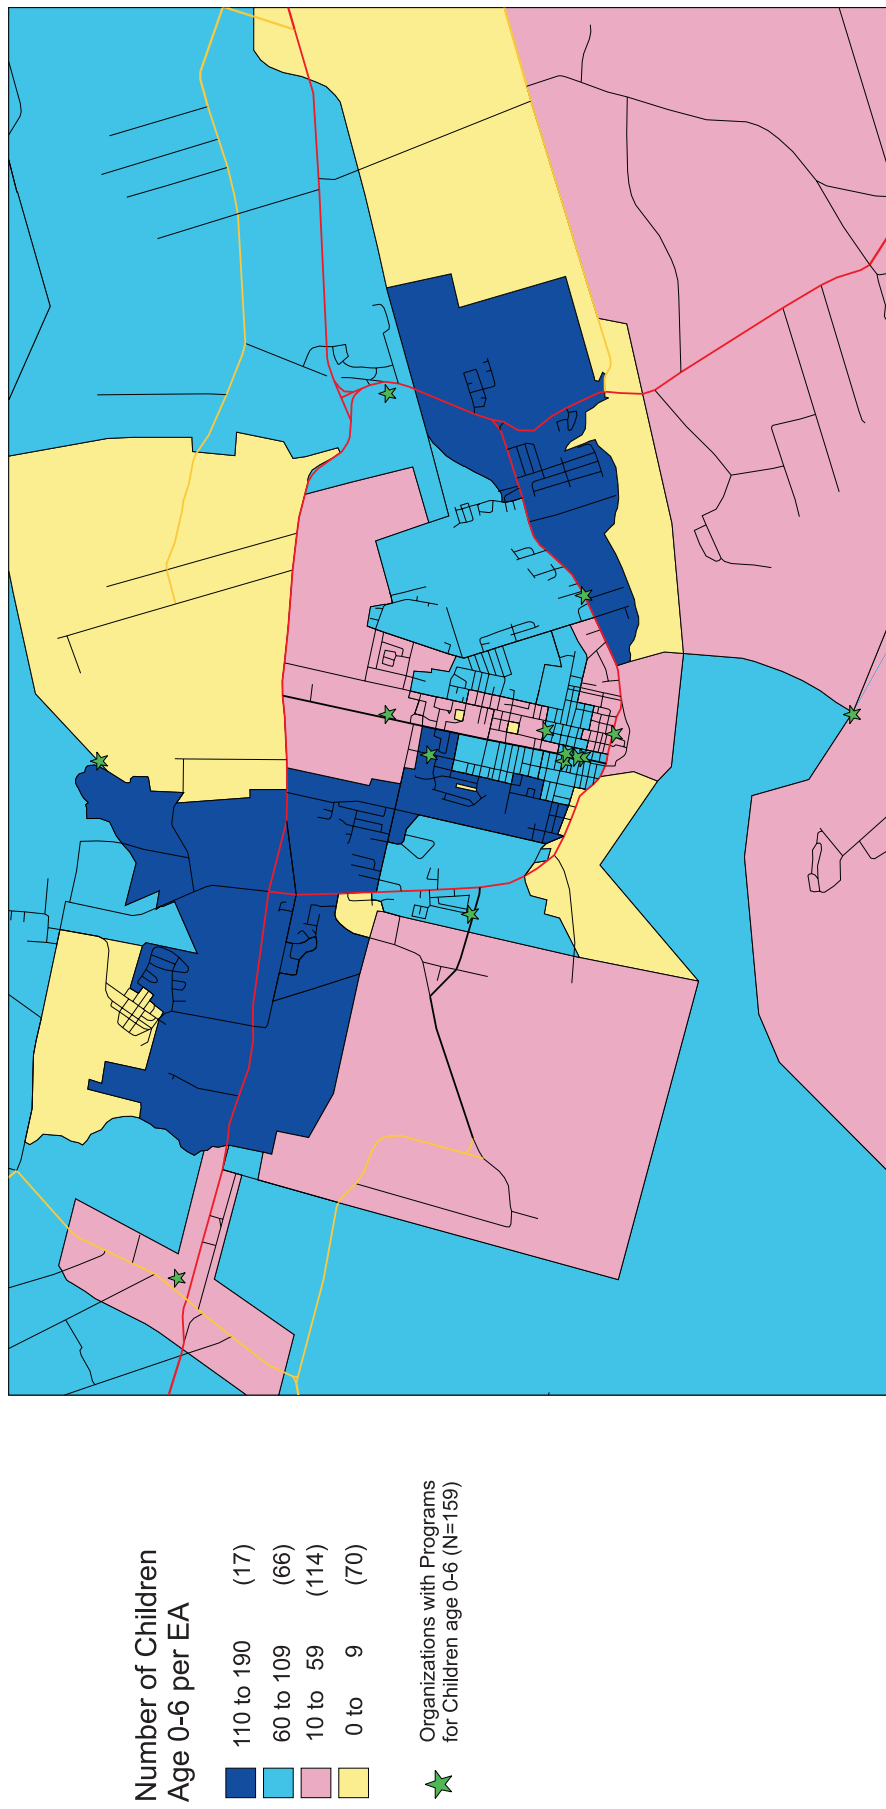 Number of Children
Age 0-6 per EA
110 to 190 (17)
60 to 109 (66)
10 to 59 (114)
0 to 9 (70)
Organizations with Programs
for Children age 0-6 (N=159)